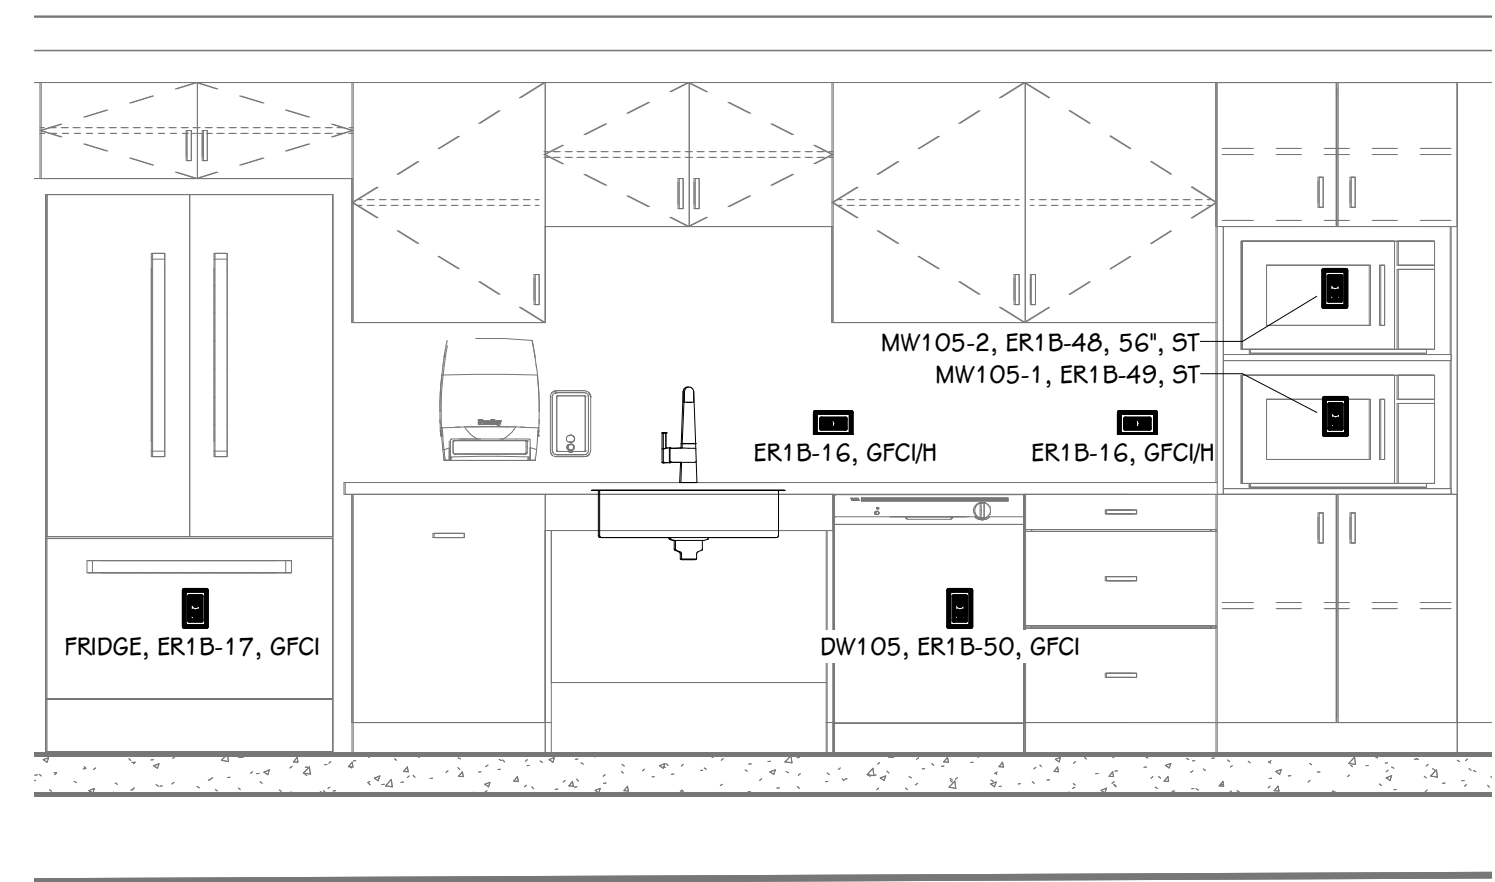 MW105-2, ER1B-48, 56", ST
MW105-1, ER1B-49, ST
ER1B-16, GFCI/H
ER1B-16, GFCI/H
FRIDGE, ER1B-17, GFCI
DW105, ER1B-50, GFCI